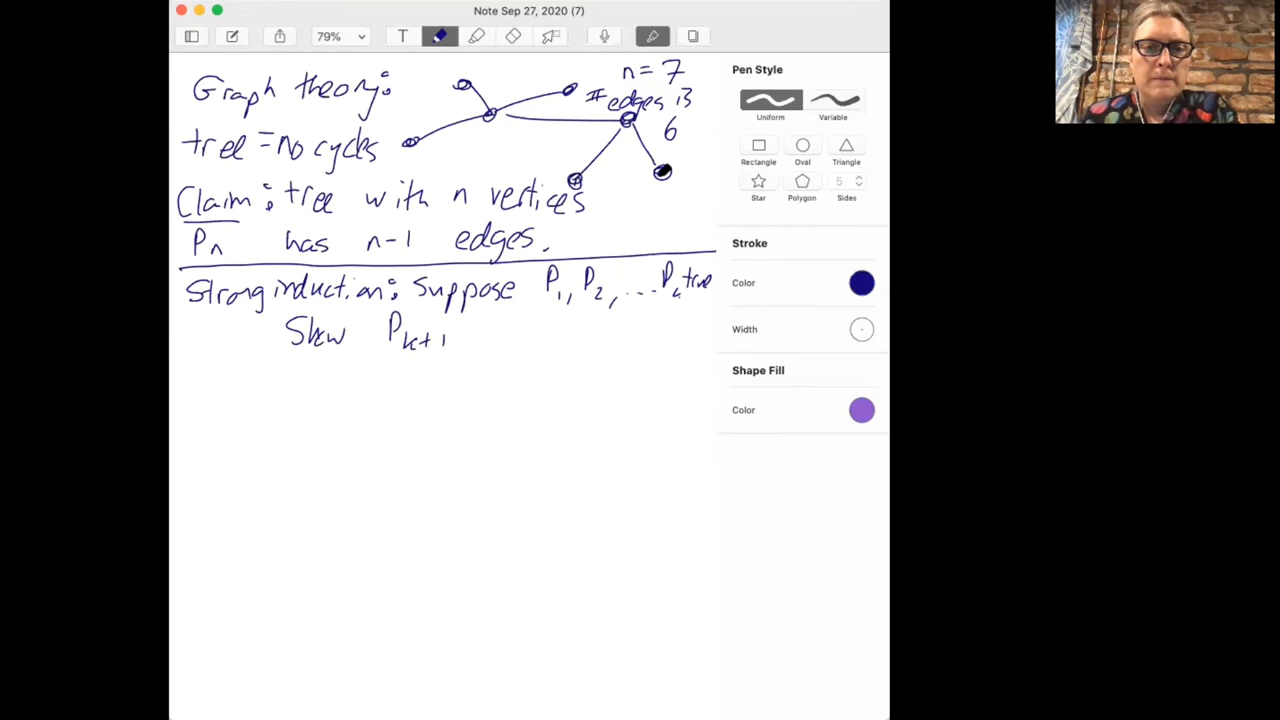 Note Sep 27, 2020 (7)
79%
T
Graph theory:
n = 7
# edges is
6
tree = no cycles
Claim: tree with n vertices
Pn has n-1 edges.
Strong induction: Suppose P1, P2, .... Pk true
Show Pk+1
Pen Style
Uniform Variable
Rectangle Oval Triangle
5
Star Polygon Sides
Stroke
Color
Width
Shape Fill
Color